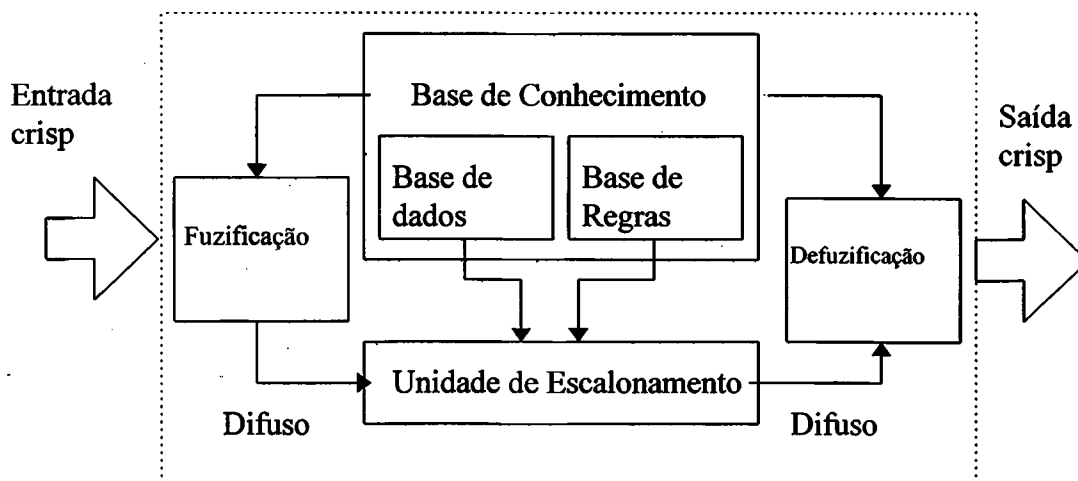 Entrada
crisp
Base de Conhecimento
Saída
crisp
Base de
dados
Base de
Regras
Fuzificação
Defuzificação
Unidade de Escalonamento
Difuso
Difuso